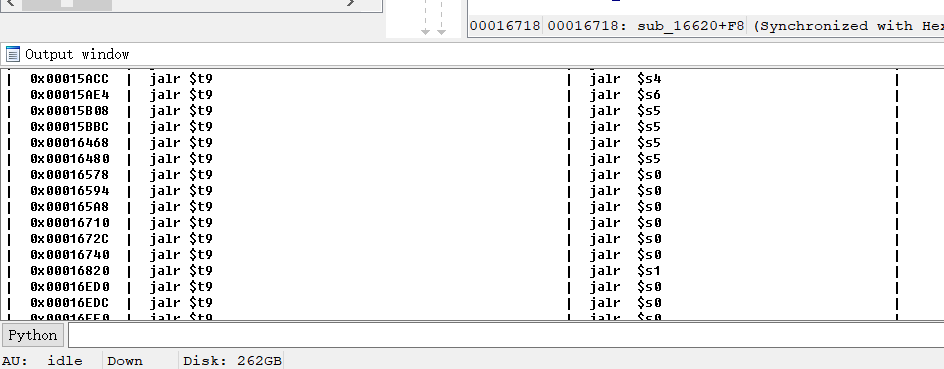 00016718 00016718: sub_16620+F8 (Synchronized with Hex
Output window
| 0x00015ACC | jalr $t9 | jalr $s4 |
| 0x00015AE4 | jalr $t9 | jalr $s6 |
| 0x00015B08 | jalr $t9 | jalr $s5 |
| 0x00015BBC | jalr $t9 | jalr $s5 |
| 0x00016468 | jalr $t9 | jalr $s5 |
| 0x00016480 | jalr $t9 | jalr $s5 |
| 0x00016578 | jalr $t9 | jalr $s0 |
| 0x00016594 | jalr $t9 | jalr $s0 |
| 0x000165A8 | jalr $t9 | jalr $s0 |
| 0x00016710 | jalr $t9 | jalr $s0 |
| 0x0001672C | jalr $t9 | jalr $s0 |
| 0x00016740 | jalr $t9 | jalr $s0 |
| 0x00016820 | jalr $t9 | jalr $s1 |
| 0x00016ED0 | jalr $t9 | jalr $s0 |
| 0x00016EDC | jalr $t9 | jalr $s0 |
| jalr $t9 | jalr $s0 |
Python
AU: idle Down Disk: 262GB